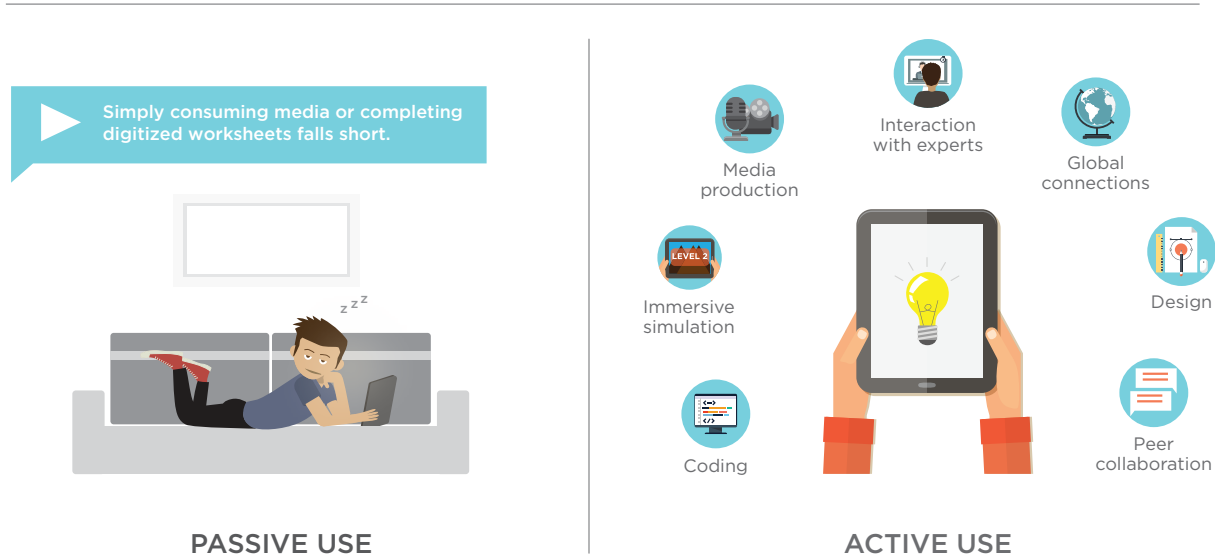 Simply consuming media or completing
digitized worksheets falls short.
z z z
PASSIVE USE
Interaction
with experts
Media
production
Global
connections
LEVEL 2
Immersive
simulation
Design
Coding
</>
Peer
collaboration
ACTIVE USE